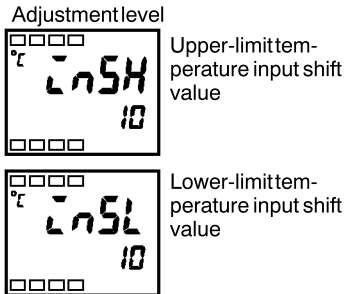 Adjustment level
°C
InSH
10
Upper-limit tem-
perature input shift
value
°C
InSL
10
Lower-limit tem-
perature input shift
value